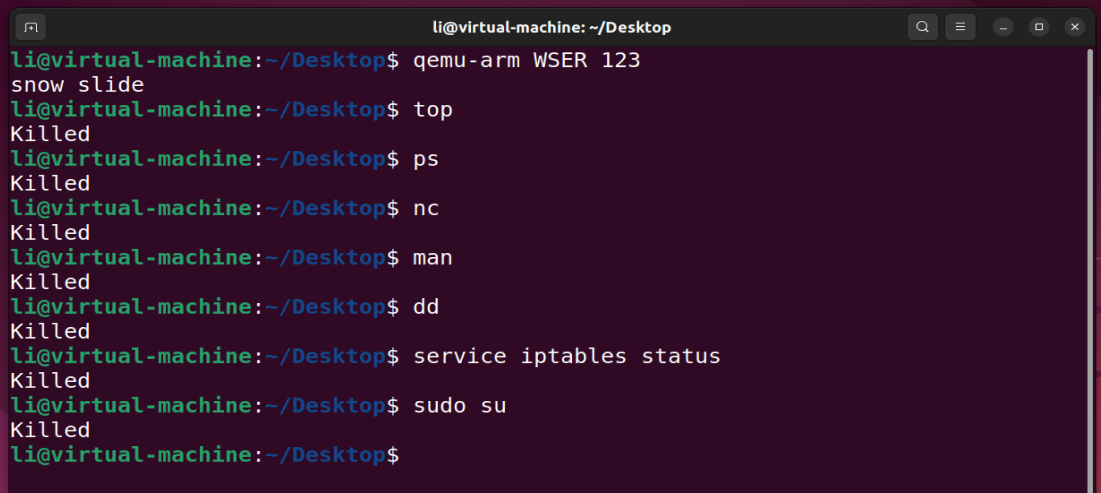 li@virtual-machine: ~/Desktop
li@virtual-machine:~/Desktop$ qemu-arm WSER 123
snow slide
li@virtual-machine:~/Desktop$ top
Killed
li@virtual-machine:~/Desktop$ ps
Killed
li@virtual-machine:~/Desktop$ nc
Killed
li@virtual-machine:~/Desktop$ man
Killed
li@virtual-machine:~/Desktop$ dd
Killed
li@virtual-machine:~/Desktop$ service iptables status
Killed
li@virtual-machine:~/Desktop$ sudo su
Killed
li@virtual-machine:~/Desktop$